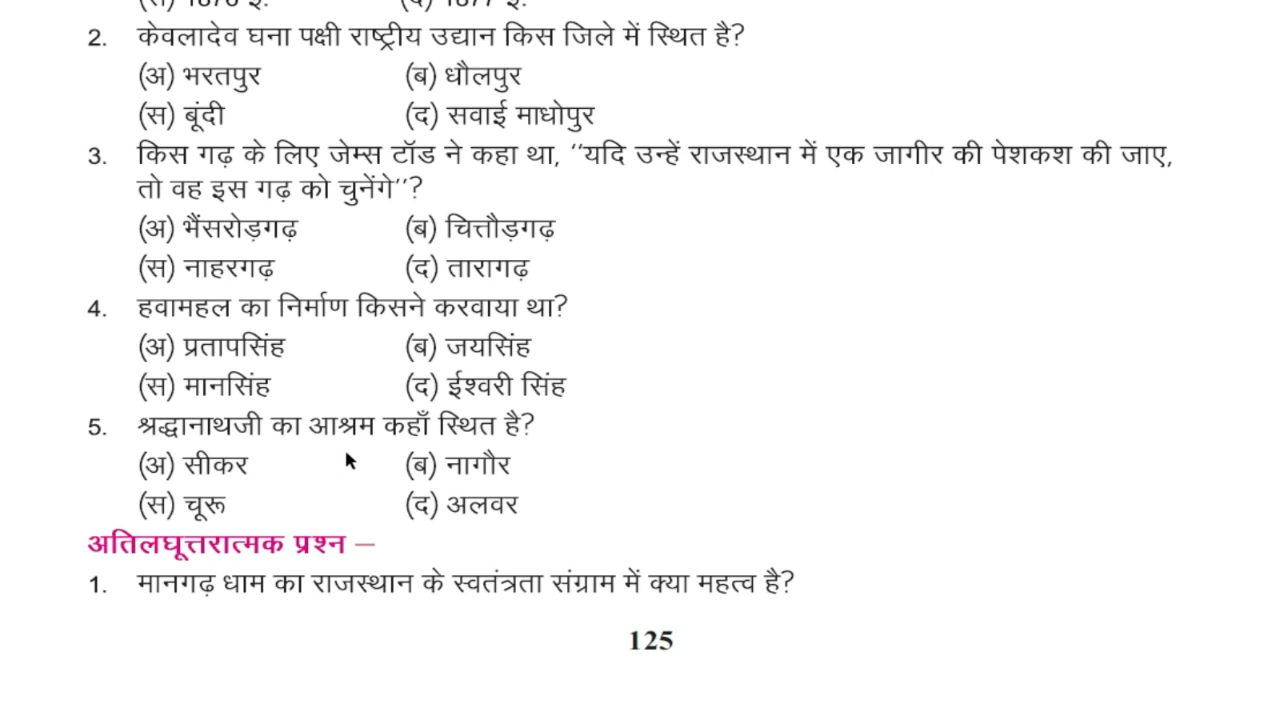 (स) 1876 ई. (द) 1877 ई.
2. केवलादेव घना पक्षी राष्ट्रीय उद्यान किस जिले में स्थित है?
(अ) भरतपुर (ब) धौलपुर
(स) बूंदी (द) सवाई माधोपुर
3. किस गढ़ के लिए जेम्स टॉड ने कहा था, ''यदि उन्हें राजस्थान में एक जागीर की पेशकश की जाए,
तो वह इस गढ़ को चुनेंगे''?
(अ) भैंसरोड़गढ़ (ब) चित्तौड़गढ़
(स) नाहरगढ़ (द) तारागढ़
4. हवामहल का निर्माण किसने करवाया था?
(अ) प्रतापसिंह (ब) जयसिंह
(स) मानसिंह (द) ईश्वरी सिंह
5. श्रद्धानाथजी का आश्रम कहाँ स्थित है?
(अ) सीकर (ब) नागौर
(स) चूरू (द) अलवर
अतिलघूत्तरात्मक प्रश्न –
1. मानगढ़ धाम का राजस्थान के स्वतंत्रता संग्राम में क्या महत्व है?
125